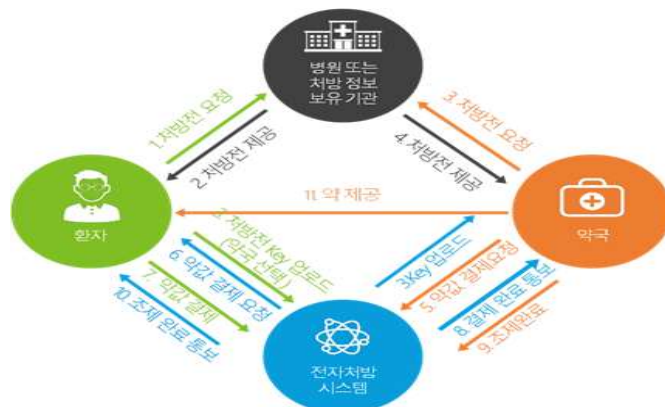 병원 또는
처방 정보
보유 기관
1.처방전 요청
2 처방전 제공
3. 처방전 요청
4. 처방전 제공
11. 약 제공
환자
약국
2. 처방전 Key 업로드
(약국 선택)
6. 약값 결제 요청
7. 약값 결제
10. 조제 완료 통보
3.Key 업로드
5. 약값 결제요청
8. 결제 완료 통보
9.조제완료
전자처방
시스템